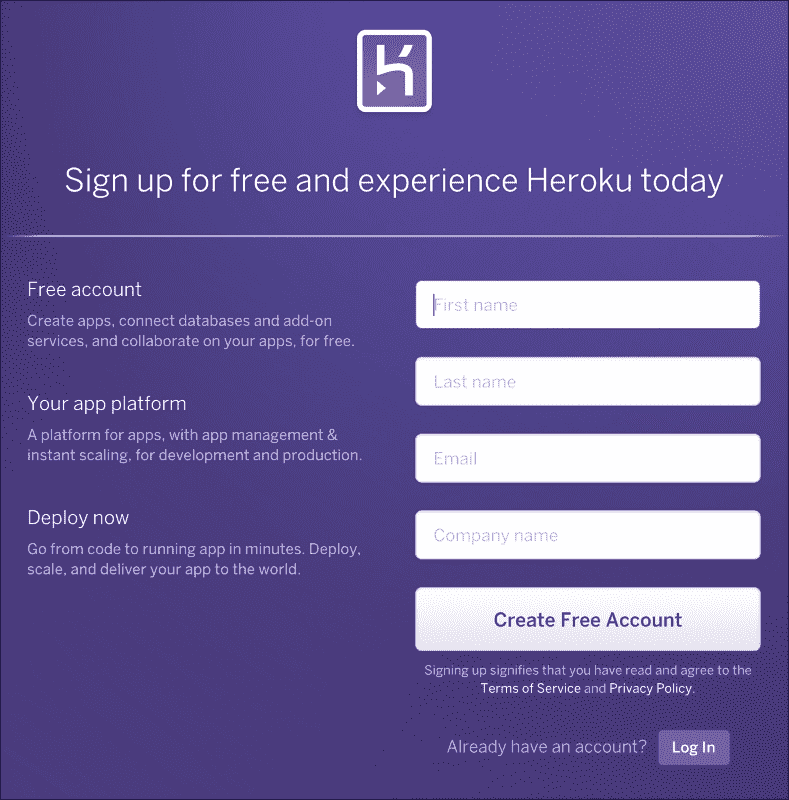 Sign up for free and experience Heroku today
Free account
Create apps, connect databases and add-on
services, and collaborate on your apps, for free.
Your app platform
A platform for apps, with app management &
instant scaling, for development and production.
Deploy now
Go from code to running app in minutes. Deploy,
scale, and deliver your app to the world.
First name
Last name
Email
Company name
Create Free Account
Signing up signifies that you have read and agree to the
Terms of Service and Privacy Policy.
Already have an account? Log In